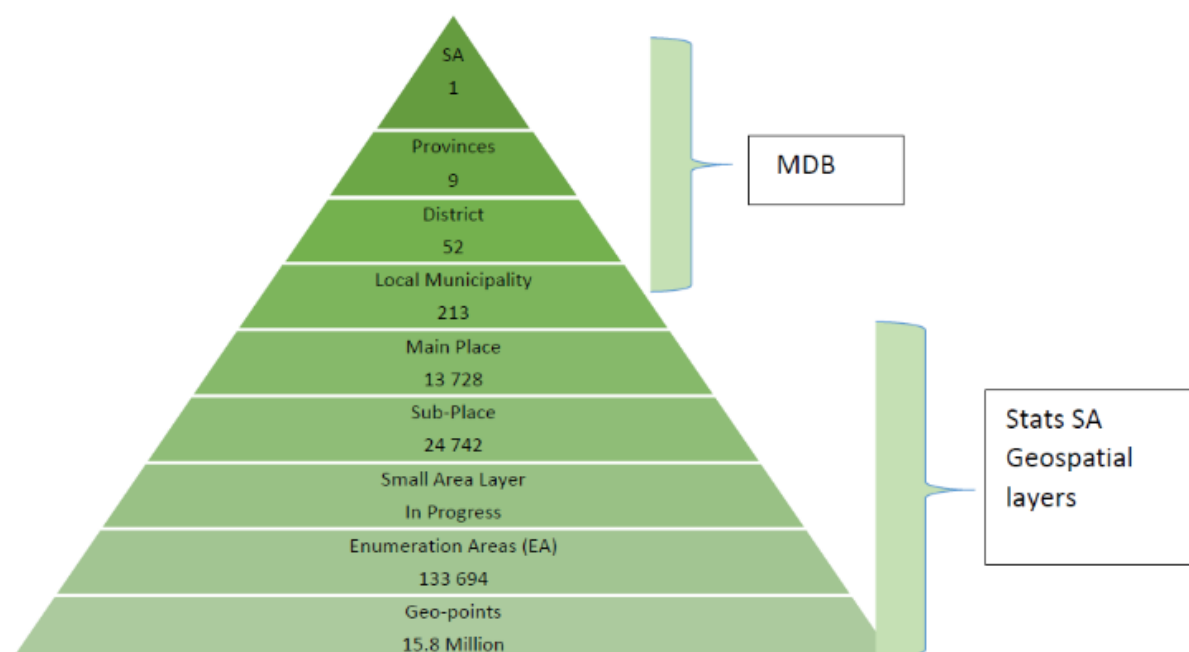 SA
1
Provinces
9
District
52
Local Municipality
213
Main Place
13 728
Sub-Place
24 742
Small Area Layer
In Progress
Enumeration Areas (EA)
133 694
Geo-points
15.8 Million
MDB
Stats SA
Geospatial
layers